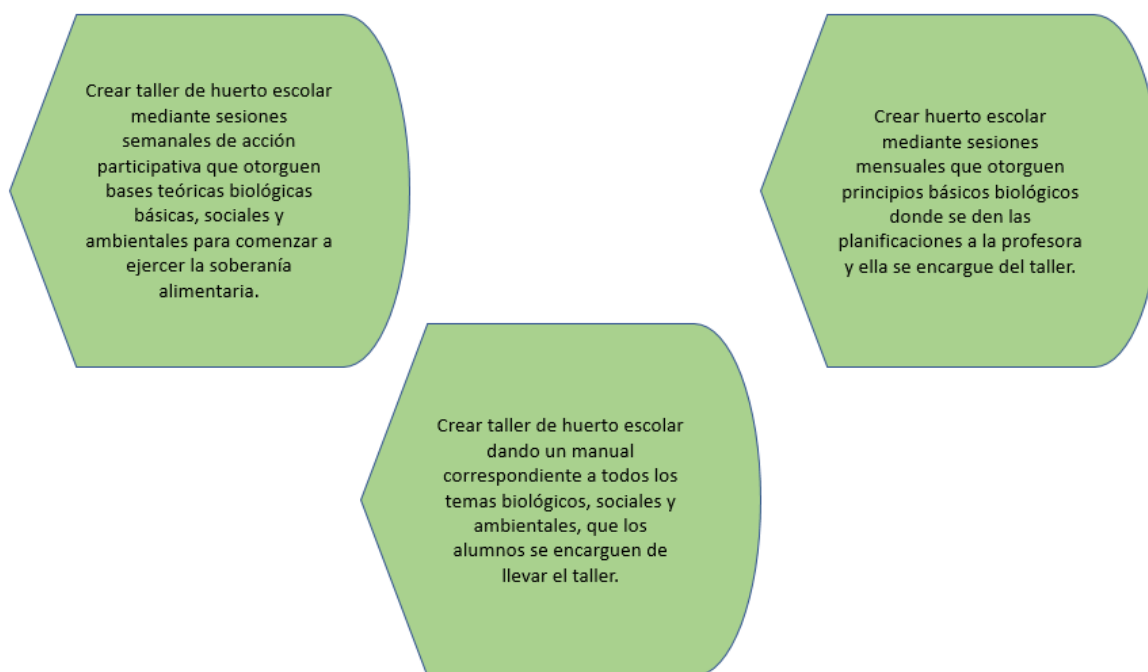 Crear taller de huerto escolar
mediante sesiones
semanales de acción
participativa que otorguen
bases teóricas biológicas
básicas, sociales y
ambientales para comenzar a
ejercer la soberanía
alimentaria.
Crear huerto escolar
mediante sesiones
mensuales que otorguen
principios básicos biológicos
donde se den las
planificaciones a la profesora
y ella se encargue del taller.
Crear taller de huerto escolar
dando un manual
correspondiente a todos los
temas biológicos, sociales y
ambientales, que los
alumnos se encarguen de
llevar el taller.